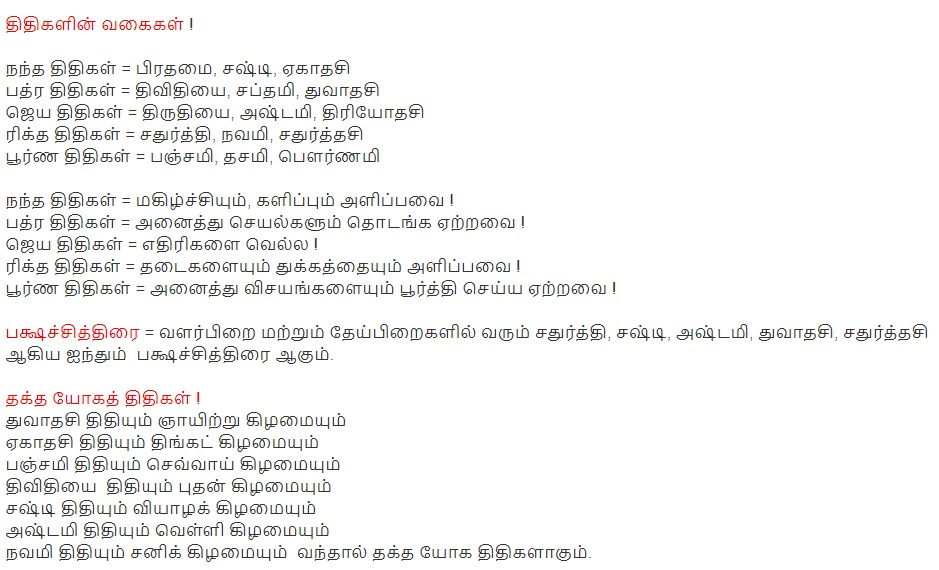 திதிகளின் வகைகள் !
நந்த திதிகள் = பிரதமை, சஷ்டி, ஏகாதசி
பத்ர திதிகள் = திவிதியை, சப்தமி, துவாதசி
ஜெய திதிகள் = திருதியை, அஷ்டமி, திரியோதசி
ரிக்த திதிகள் = சதுர்த்தி, நவமி, சதுர்த்தசி
பூர்ண திதிகள் = பஞ்சமி, தசமி, பௌர்ணமி
நந்த திதிகள் = மகிழ்ச்சியும், களிப்பும் அளிப்பவை !
பத்ர திதிகள் = அனைத்து செயல்களும் தொடங்க ஏற்றவை !
ஜெய திதிகள் = எதிரிகளை வெல்ல !
ரிக்த திதிகள் = தடைகளையும் துக்கத்தையும் அளிப்பவை !
பூர்ண திதிகள் = அனைத்து விசயங்களையும் பூர்த்தி செய்ய ஏற்றவை !
பக்ஷச்சித்திரை = வளர்பிறை மற்றும் தேய்பிறைகளில் வரும் சதுர்த்தி, சஷ்டி, அஷ்டமி, துவாதசி, சதுர்த்தசி
ஆகிய ஐந்தும்  பக்ஷச்சித்திரை ஆகும்.
தக்த யோகத் திதிகள் !
துவாதசி திதியும் ஞாயிற்று கிழமையும்
ஏகாதசி திதியும் திங்கட் கிழமையும்
பஞ்சமி திதியும் செவ்வாய் கிழமையும்
திவிதியை  திதியும் புதன் கிழமையும்
சஷ்டி திதியும் வியாழக் கிழமையும்
அஷ்டமி திதியும் வெள்ளி கிழமையும்
நவமி திதியும் சனிக் கிழமையும்  வந்தால் தக்த யோக திதிகளாகும்.